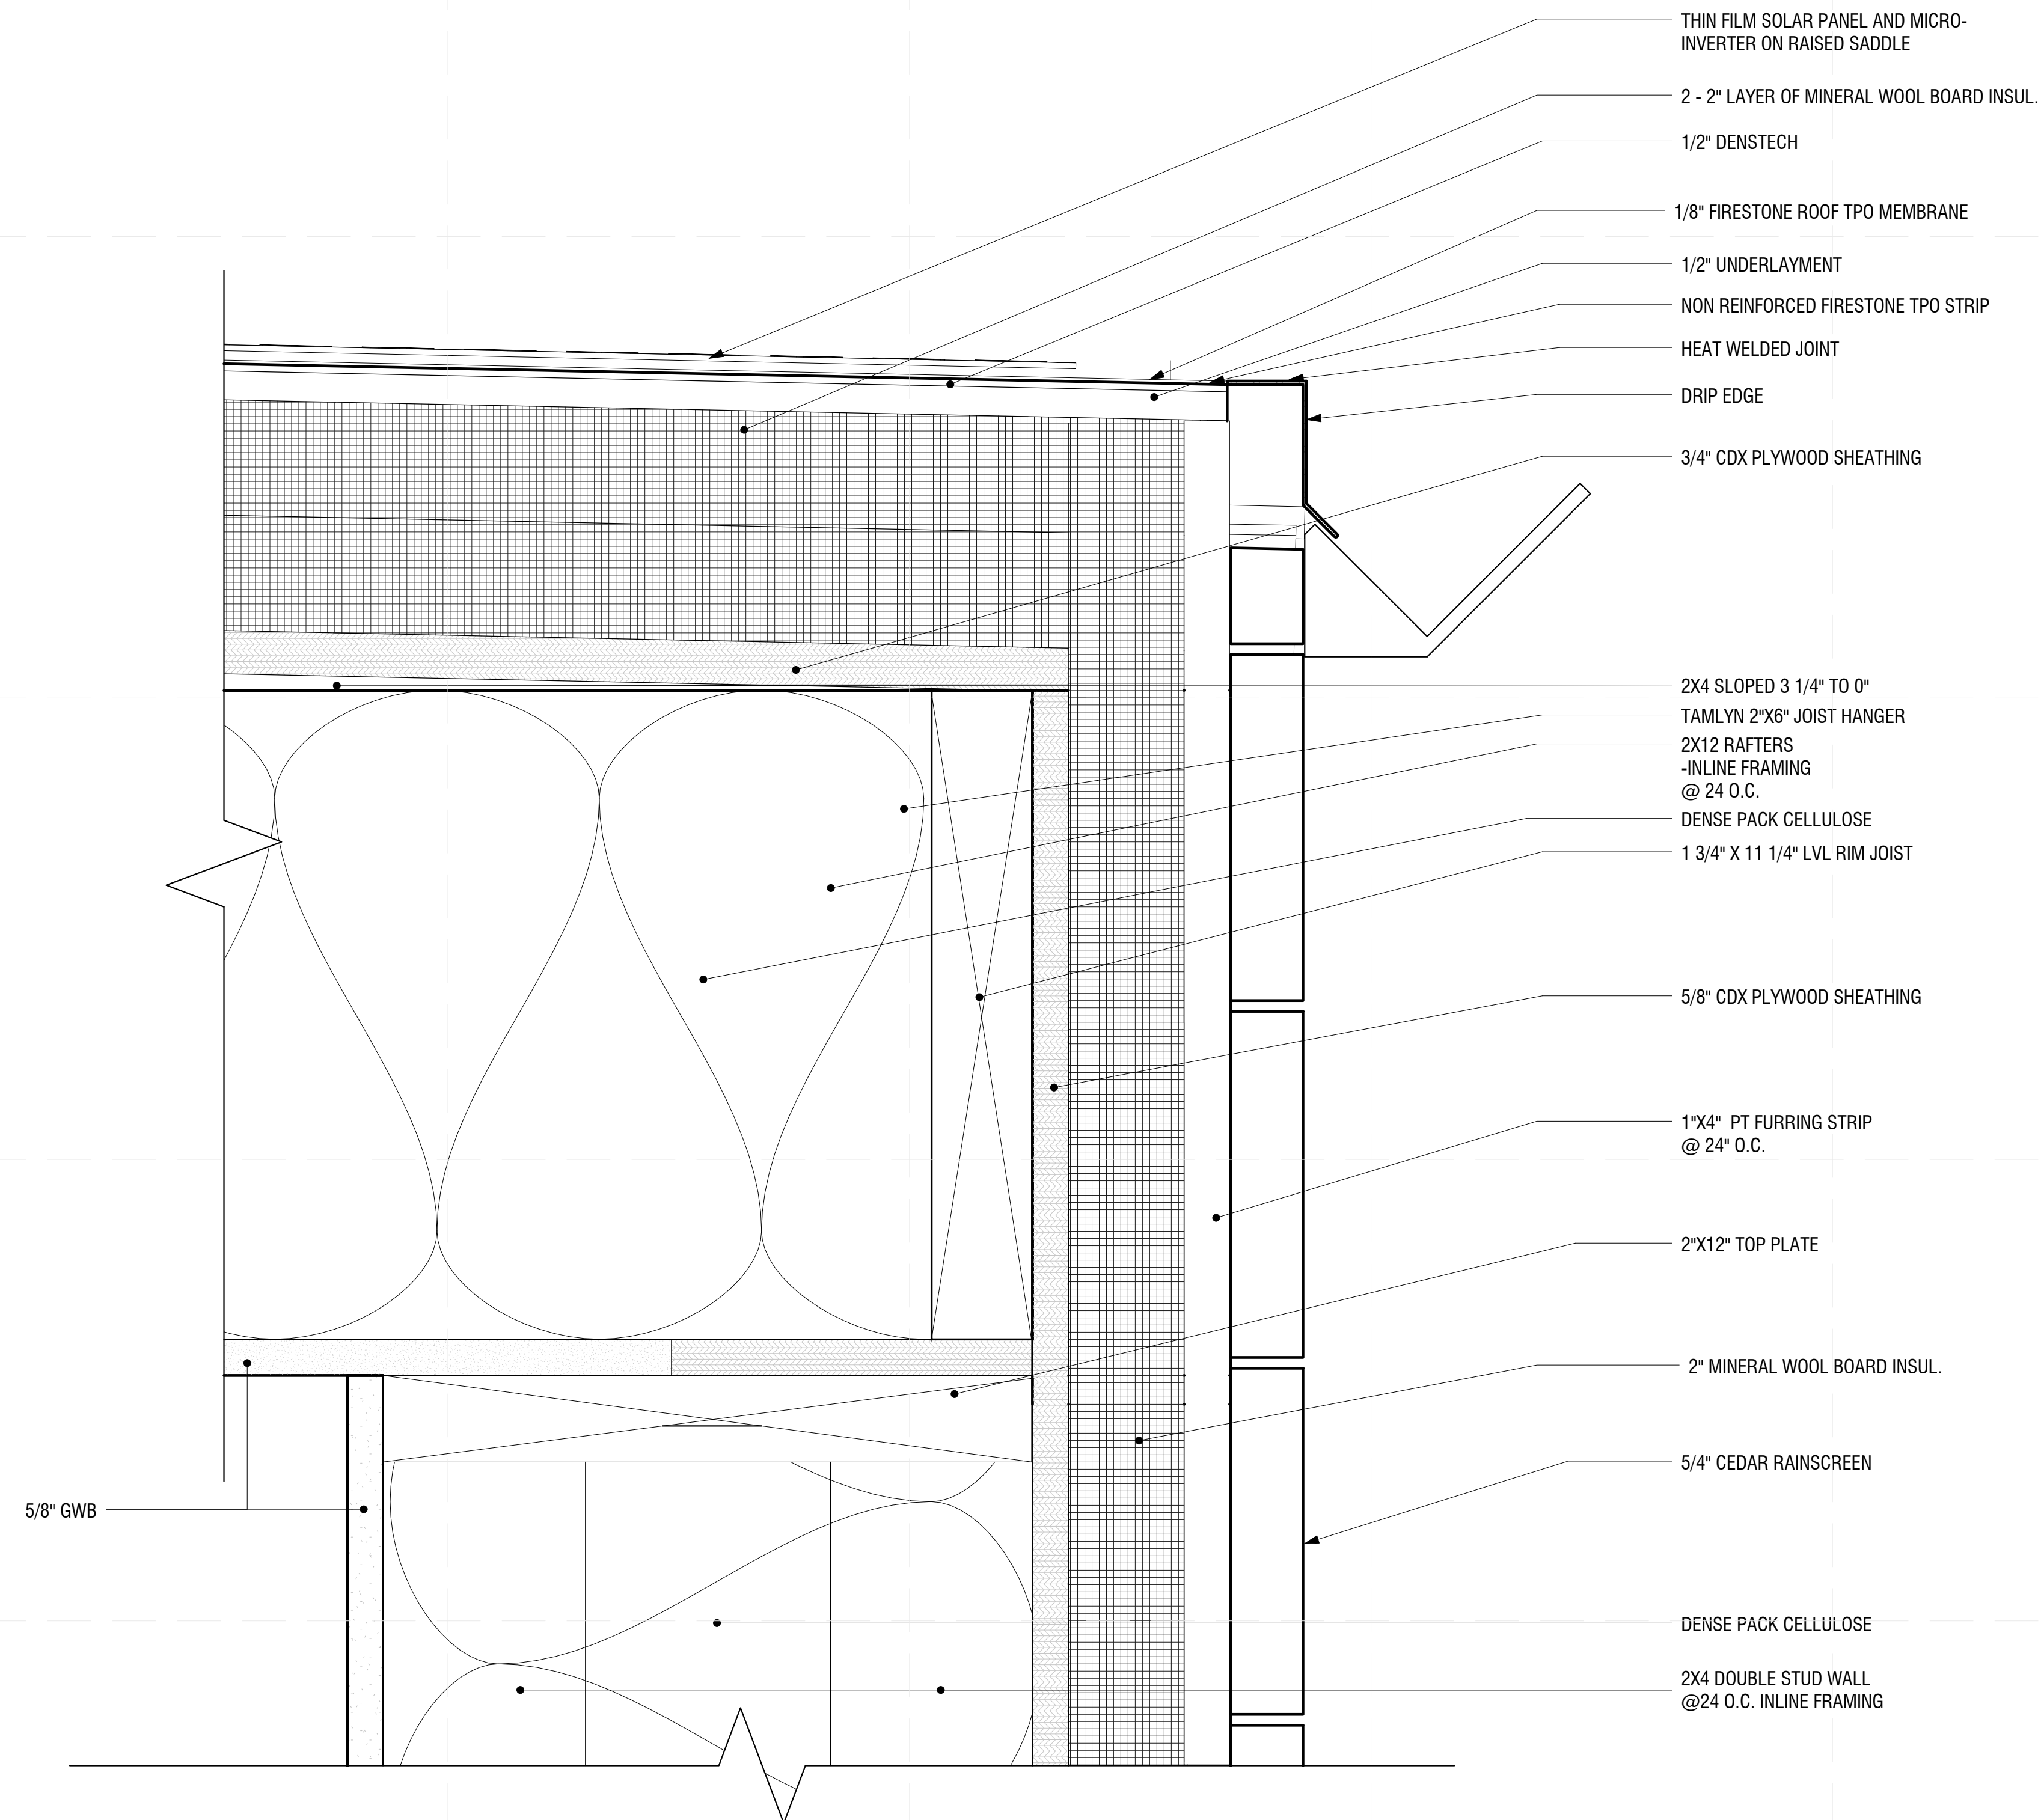 THIN FILM SOLAR PANEL AND MICRO-
INVERTER ON RAISED SADDLE
2 - 2" LAYER OF MINERAL WOOL BOARD INSUL.
1/2" DENSTECH
1/8" FIRESTONE ROOF TPO MEMBRANE
1/2" UNDERLAYMENT
NON REINFORCED FIRESTONE TPO STRIP
HEAT WELDED JOINT
DRIP EDGE
3/4" CDX PLYWOOD SHEATHING
2X4 SLOPED 3 1/4" TO 0"
TAMLYN 2"X6" JOIST HANGER
2X12 RAFTERS
-INLINE FRAMING
@ 24 O.C.
DENSE PACK CELLULOSE
1 3/4" X 11 1/4" LVL RIM JOIST
5/8" CDX PLYWOOD SHEATHING
1"X4" PT FURRING STRIP
@ 24" O.C.
2"X12" TOP PLATE
2" MINERAL WOOL BOARD INSUL.
5/4" CEDAR RAINSCREEN
5/8" GWB
DENSE PACK CELLULOSE
2X4 DOUBLE STUD WALL
@24 O.C. INLINE FRAMING